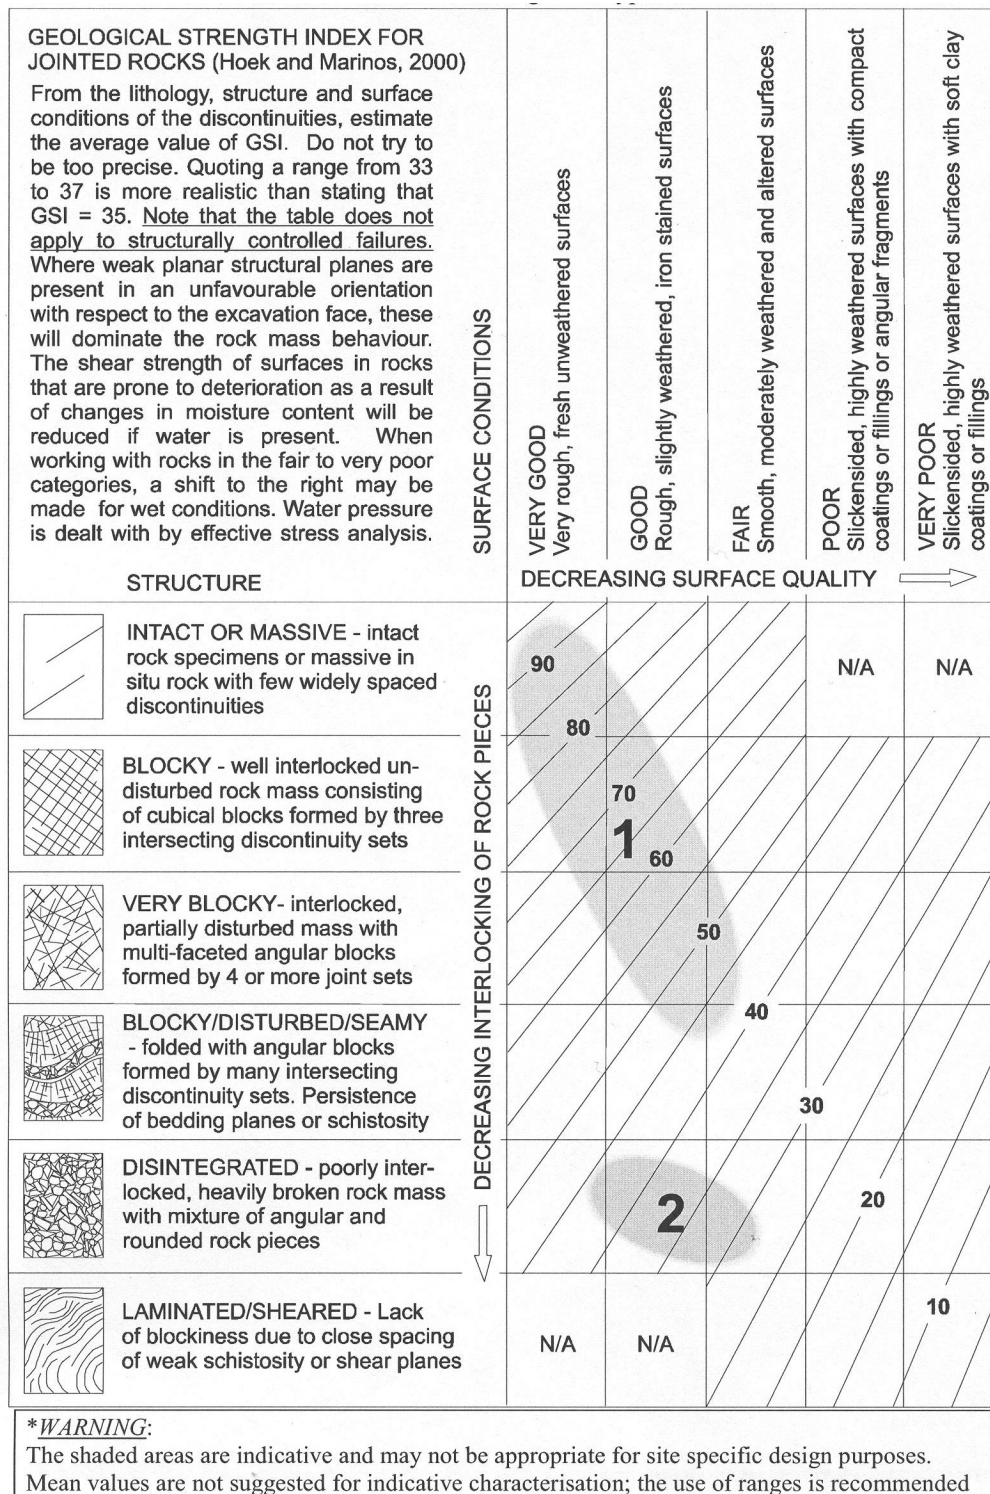 GEOLOGICAL STRENGTH INDEX FOR
JOINTED ROCKS (Hoek and Marinos, 2000)
From the lithology, structure and surface
conditions of the discontinuities, estimate
the average value of GSI. Do not try to
be too precise. Quoting a range from 33
to 37 is more realistic than stating that
GSI = 35. Note that the table does not
apply to structurally controlled failures.
Where weak planar structural planes are
present in an unfavourable orientation
with respect to the excavation face, these
will dominate the rock mass behaviour.
The shear strength of surfaces in rocks
that are prone to deterioration as a result
of changes in moisture content will be
reduced if water is present. When
working with rocks in the fair to very poor
categories, a shift to the right may be
made for wet conditions. Water pressure
is dealt with by effective stress analysis.
STRUCTURE
SURFACE CONDITIONS
VERY GOOD
Very rough, fresh unweathered surfaces
GOOD
Rough, slightly weathered, iron stained surfaces
FAIR
Smooth, moderately weathered and altered surfaces
POOR
Slickensided, highly weathered surfaces with compact
coatings or fillings or angular fragments
VERY POOR
Slickensided, highly weathered surfaces with soft clay
coatings or fillings
DECREASING SURFACE QUALITY
DECREASING INTERLOCKING OF ROCK PIECES
INTACT OR MASSIVE - intact
rock specimens or massive in
situ rock with few widely spaced
discontinuities
90
N/A
N/A
80
BLOCKY - well interlocked un-
disturbed rock mass consisting
of cubical blocks formed by three
intersecting discontinuity sets
70
1
60
VERY BLOCKY- interlocked,
partially disturbed mass with
multi-faceted angular blocks
formed by 4 or more joint sets
50
BLOCKY/DISTURBED/SEAMY
- folded with angular blocks
formed by many intersecting
discontinuity sets. Persistence
of bedding planes or schistosity
40
30
DISINTEGRATED - poorly inter-
locked, heavily broken rock mass
with mixture of angular and
rounded rock pieces
2
20
LAMINATED/SHEARED - Lack
of blockiness due to close spacing
of weak schistosity or shear planes
N/A
N/A
10
*WARNING:
The shaded areas are indicative and may not be appropriate for site specific design purposes.
Mean values are not suggested for indicative characterisation; the use of ranges is recommended